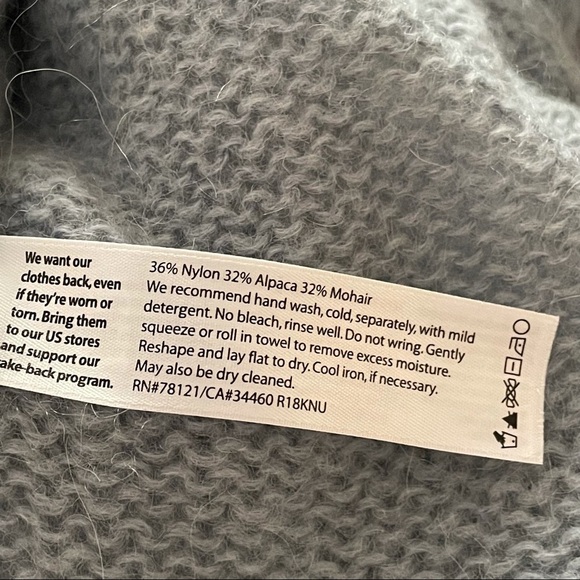 We want our
clothes back, even
if they're worn or
torn. Bring them
to our US stores
and support our
take-back program.
36% Nylon 32% Alpaca 32% Mohair
We recommend hand wash, cold, separately, with mild
detergent. No bleach, rinse well. Do not wring. Gently
squeeze or roll in towel to remove excess moisture.
Reshape and lay flat to dry. Cool iron, if necessary.
May also be dry cleaned.
RN#78121/CA#34460 R18KNU